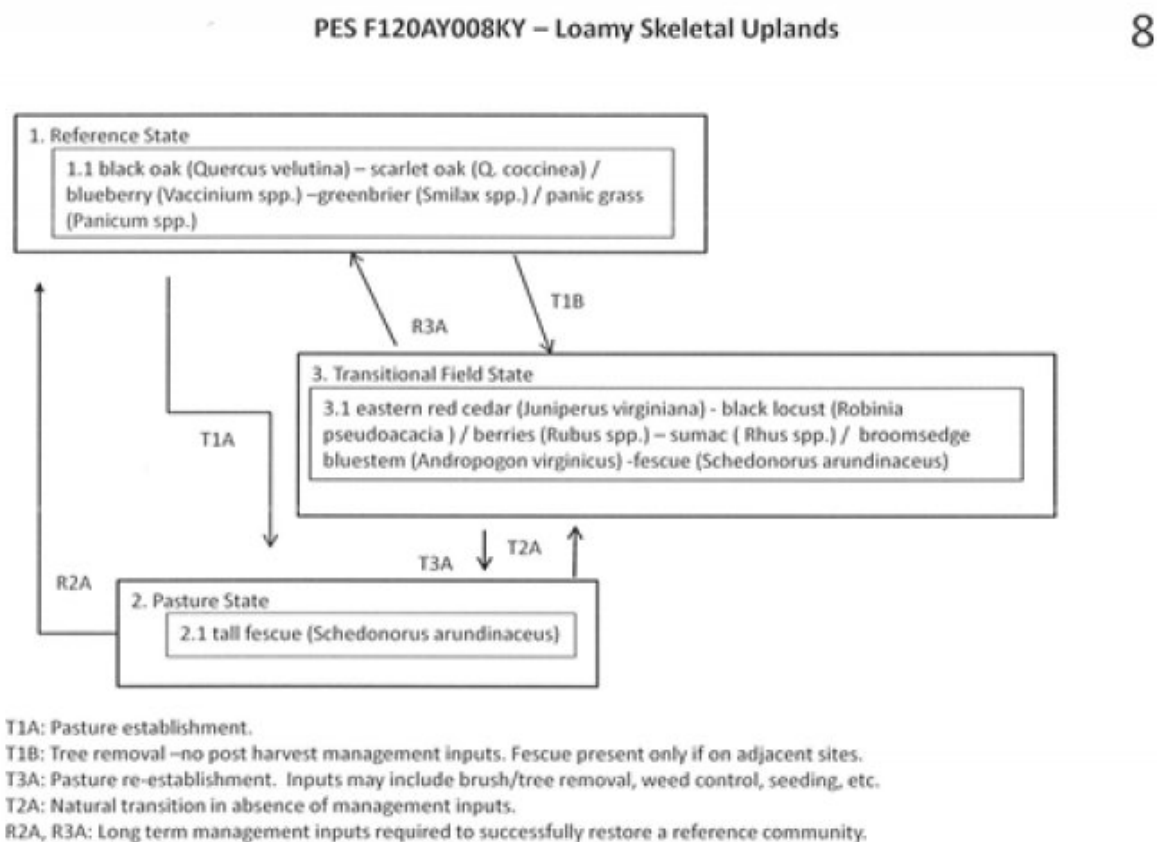 PES F120AY008KY – Loamy Skeletal Uplands
8
1. Reference State
1.1 black oak (Quercus velutina) – scarlet oak (Q. coccinea) /
blueberry (Vaccinium spp.) –greenbrier (Smilax spp.) / panic grass
(Panicum spp.)
T1B
R3A
3. Transitional Field State
3.1 eastern red cedar (Juniperus virginiana) - black locust (Robinia
pseudoacacia ) / berries (Rubus spp.) – sumac ( Rhus spp.) / broomsedge
bluestem (Andropogon virginicus) -fescue (Schedonorus arundinaceus)
T1A
T3A
T2A
R2A
2. Pasture State
2.1 tall fescue (Schedonorus arundinaceus)
T1A: Pasture establishment.
T1B: Tree removal –no post harvest management inputs. Fescue present only if on adjacent sites.
T3A: Pasture re-establishment. Inputs may include brush/tree removal, weed control, seeding, etc.
T2A: Natural transition in absence of management inputs.
R2A, R3A: Long term management inputs required to successfully restore a reference community.